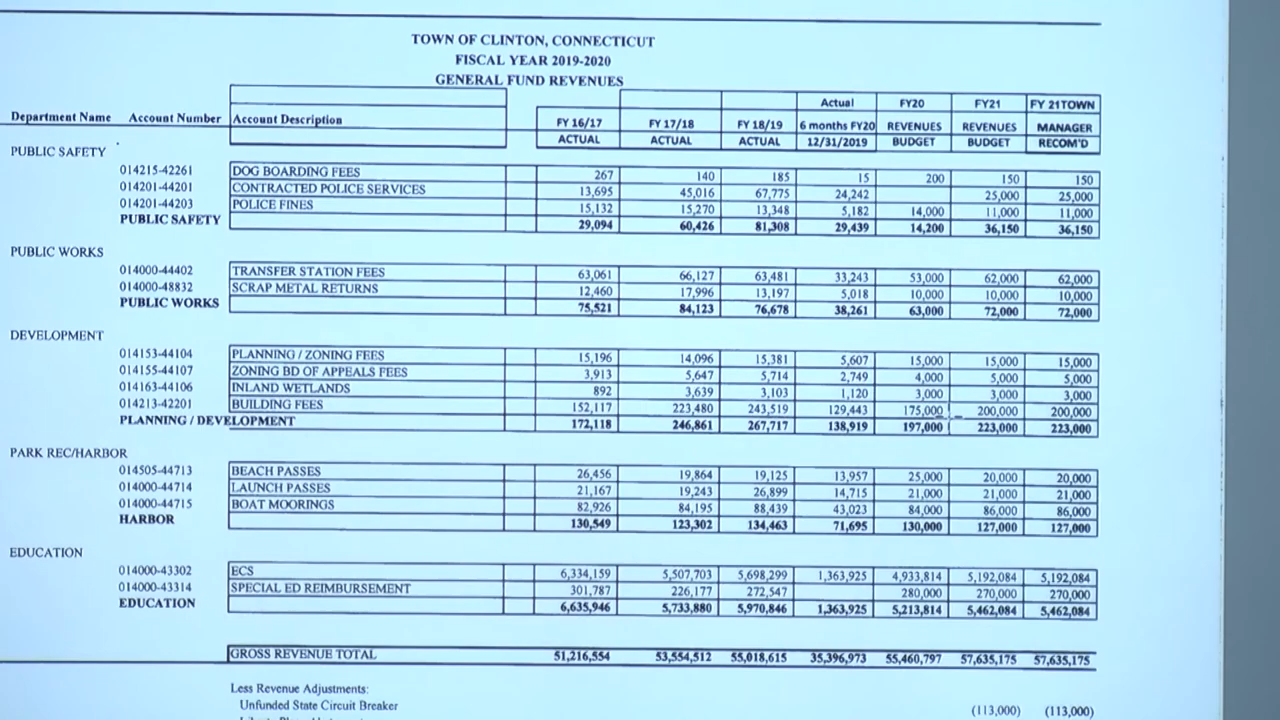 TOWN OF CLINTON, CONNECTICUT
FISCAL YEAR 2019-2020
GENERAL FUND REVENUES
Actual FY20 FY21 FY 21TOWN
Department Name Account Number Account Description FY 16/17 FY 17/18 FY 18/19 6 months FY20 REVENUES REVENUES MANAGER
ACTUAL ACTUAL ACTUAL 12/31/2019 BUDGET BUDGET RECOM'D
PUBLIC SAFETY
014215-42261 DOG BOARDING FEES 267 140 185 15 200 150 150
014201-44201 CONTRACTED POLICE SERVICES 13,695 45,016 67,775 24,242 25,000 25,000
014201-44203 POLICE FINES 15,132 15,270 13,348 5,182 14,000 11,000 11,000
PUBLIC SAFETY 29,094 60,426 81,308 29,439 14,200 36,150 36,150
PUBLIC WORKS
014000-44402 TRANSFER STATION FEES 63,061 66,127 63,481 33,243 53,000 62,000 62,000
014000-48832 SCRAP METAL RETURNS 12,460 17,996 13,197 5,018 10,000 10,000 10,000
PUBLIC WORKS 75,521 84,123 76,678 38,261 63,000 72,000 72,000
DEVELOPMENT
014153-44104 PLANNING / ZONING FEES 15,196 14,096 15,381 5,607 15,000 15,000 15,000
014155-44107 ZONING BD OF APPEALS FEES 3,913 5,647 5,714 2,749 4,000 5,000 5,000
014163-44106 INLAND WETLANDS 892 3,639 3,103 1,120 3,000 3,000 3,000
014213-42201 BUILDING FEES 152,117 223,480 243,519 129,443 175,000 200,000 200,000
PLANNING / DEVELOPMENT 172,118 246,861 267,717 138,919 197,000 223,000 223,000
PARK REC/HARBOR
014505-44713 BEACH PASSES 26,456 19,864 19,125 13,957 25,000 20,000 20,000
014000-44714 LAUNCH PASSES 21,167 19,243 26,899 14,715 21,000 21,000 21,000
014000-44715 BOAT MOORINGS 82,926 84,195 88,439 43,023 84,000 86,000 86,000
HARBOR 130,549 123,302 134,463 71,695 130,000 127,000 127,000
EDUCATION
014000-43302 ECS 6,334,159 5,507,703 5,698,299 1,363,925 4,933,814 5,192,084 5,192,084
014000-43314 SPECIAL ED REIMBURSEMENT 301,787 226,177 272,547 280,000 270,000 270,000
EDUCATION 6,635,946 5,733,880 5,970,846 1,363,925 5,213,814 5,462,084 5,462,084
GROSS REVENUE TOTAL 51,216,554 53,554,512 55,018,615 35,396,973 55,460,797 57,635,175 57,635,175
Less Revenue Adjustments:
Unfunded State Circuit Breaker (113,000) (113,000)